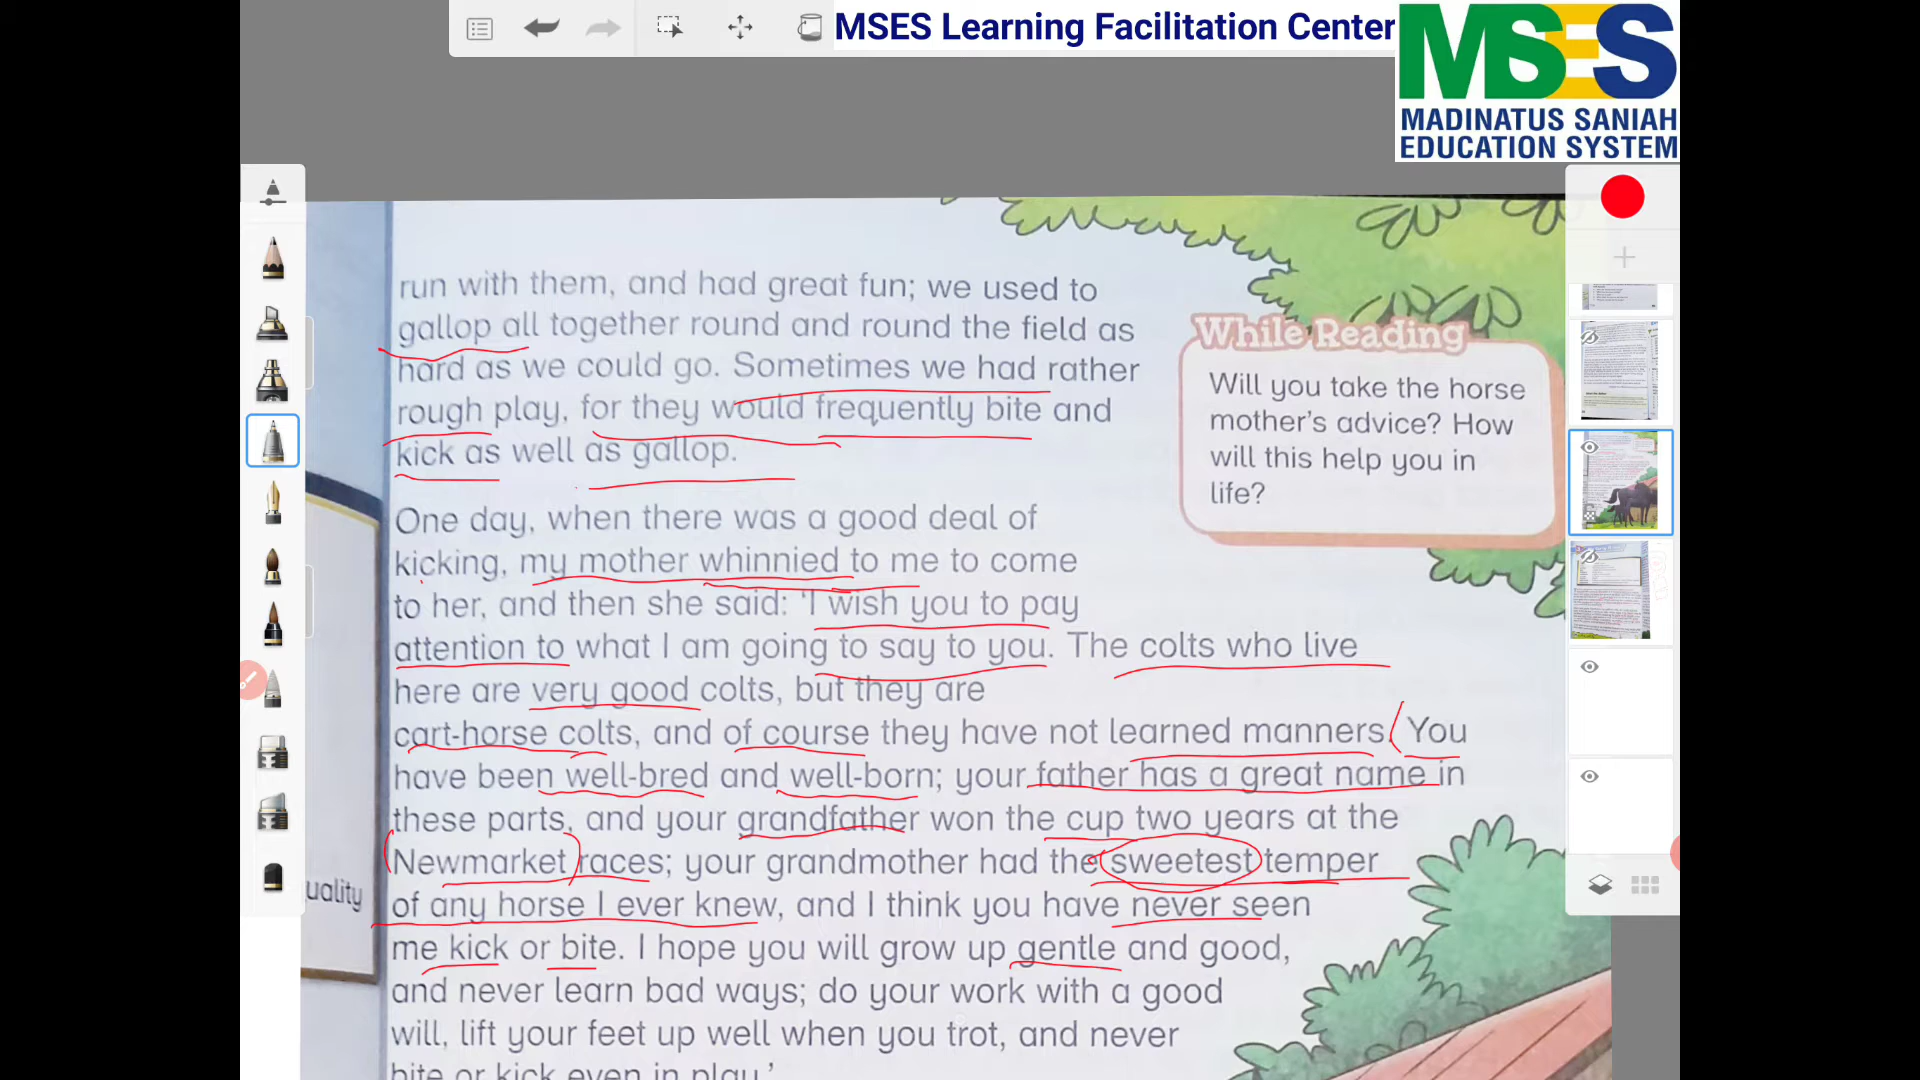 MSES Learning Facilitation Center
MSES
MADINATUS SANIAH
EDUCATION SYSTEM
run with them, and had great fun; we used to
gallop all together round and round the field as
hard as we could go. Sometimes we had rather
rough play, for they would frequently bite and
kick as well as gallop.
While Reading
Will you take the horse
mother's advice? How
will this help you in
life?
One day, when there was a good deal of
kicking, my mother whinnied to me to come
to her, and then she said: 'I wish you to pay
attention to what I am going to say to you. The colts who live
here are very good colts, but they are
cart-horse colts, and of course they have not learned manners. You
have been well-bred and well-born; your father has a great name in
these parts, and your grandfather won the cup two years at the
Newmarket races; your grandmother had the sweetest temper
of any horse I ever knew, and I think you have never seen
me kick or bite. I hope you will grow up gentle and good,
and never learn bad ways; do your work with a good
will, lift your feet up well when you trot, and never
bite or kick even in play.'
uality